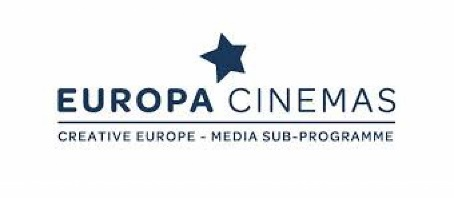 EUROPA CINEMAS
CREATIVE EUROPE - MEDIA SUB-PROGRAMME